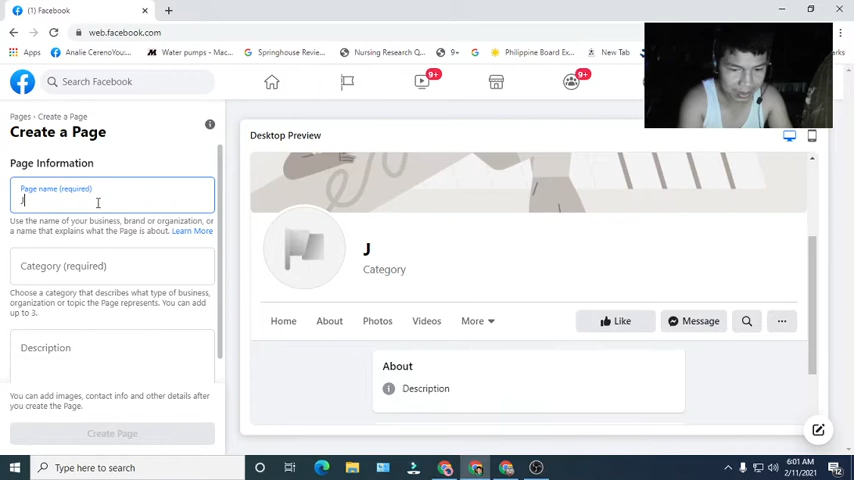 (1) Facebook
web.facebook.com
Apps
Analie CerenoYou...
Water pumps - Mac...
Springhouse Revie...
Nursing Research Q...
9+
Philippine Board Ex...
New Tab
Search Facebook
9+
9+
Pages › Create a Page
Create a Page
Page Information
Page name (required)
J
Use the name of your business, brand or organization, or
a name that explains what the Page is about. Learn More
Category (required)
Choose a category that describes what type of business,
organization or topic the Page represents. You can add
up to 3.
Description
You can add images, contact info and other details after
you create the Page.
Create Page
Desktop Preview
J
Category
Home
About
Photos
Videos
More
Like
Message
About
Description
Type here to search
6:01 AM
2/11/2021
12